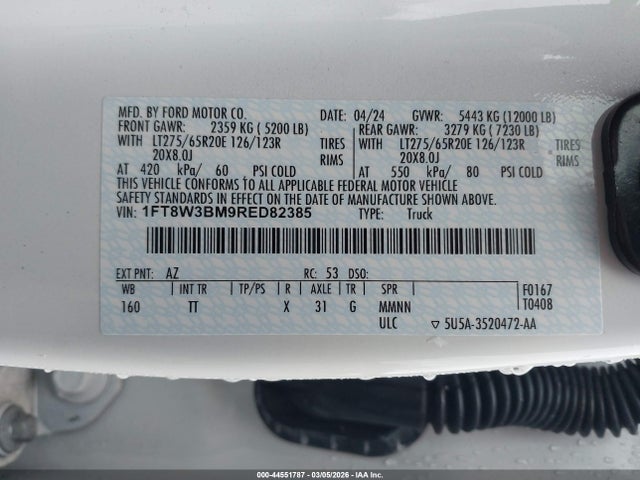 MFD. BY FORD MOTOR CO. DATE: 04/24 GVWR: 5443 KG (12000 LB)
FRONT GAWR: 2359 KG ( 5200 LB) REAR GAWR: 3279 KG ( 7230 LB)
WITH LT275/65R20E 126/123R TIRES WITH LT275/65R20E 126/123R TIRES
20X8.0J RIMS 20X8.0J RIMS
AT 420 kPa/ 60 PSI COLD AT 550 kPa/ 80 PSI COLD
THIS VEHICLE CONFORMS TO ALL APPLICABLE FEDERAL MOTOR VEHICLE
SAFETY STANDARDS IN EFFECT ON THE DATE OF MANUFACTURE SHOWN ABOVE.
VIN: 1FT8W3BM9RED82385 TYPE: Truck
EXT PNT: AZ RC: 53 DSO:
WB INT TR TP/PS R AXLE TR SPR F0167
160 TT X 31 G MMNN T0408
ULC ▽ 5U5A-3520472-AA
000-44551787 - 03/05/2026 - IAA Inc.